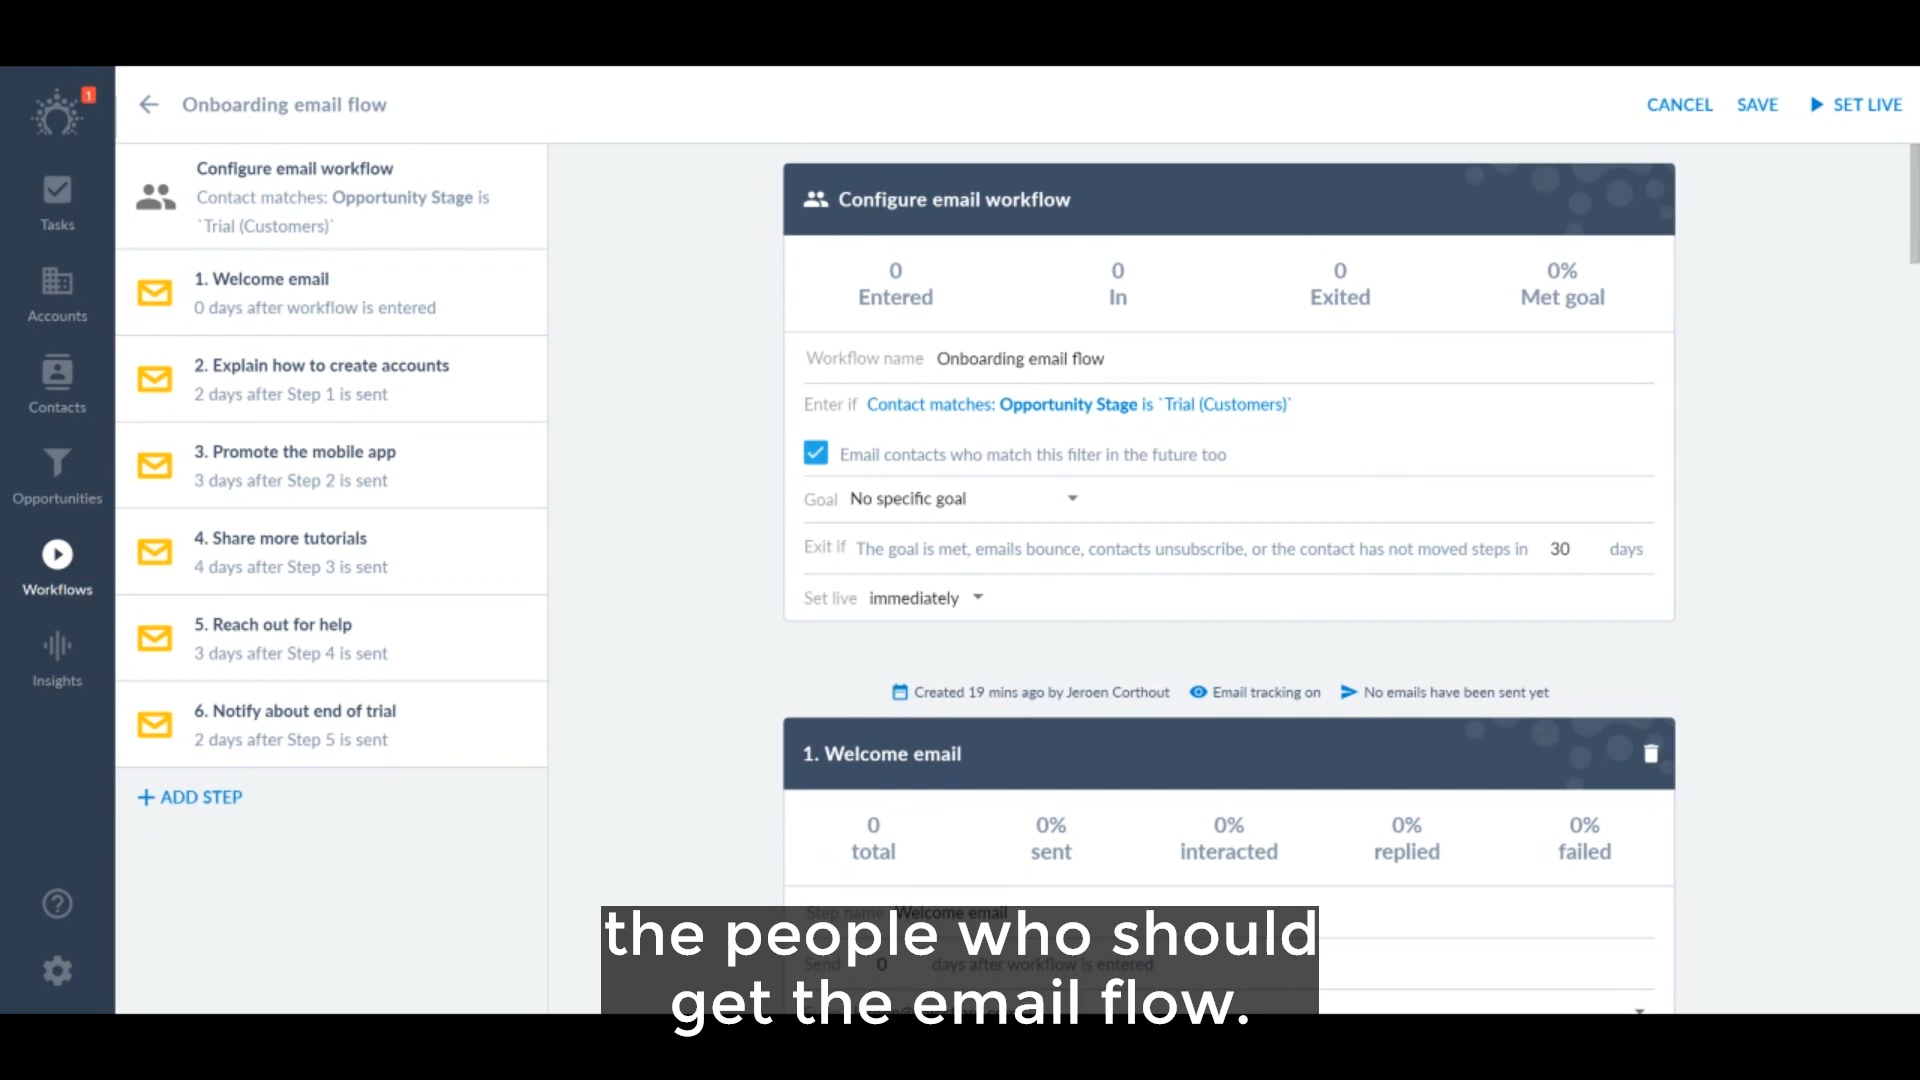 1
Onboarding email flow
CANCEL SAVE SET LIVE
Tasks
Accounts
Contacts
Opportunities
Workflows
Insights
Configure email workflow
Contact matches: Opportunity Stage is
`Trial (Customers)`
1. Welcome email
0 days after workflow is entered
2. Explain how to create accounts
2 days after Step 1 is sent
3. Promote the mobile app
3 days after Step 2 is sent
4. Share more tutorials
4 days after Step 3 is sent
5. Reach out for help
3 days after Step 4 is sent
6. Notify about end of trial
2 days after Step 5 is sent
+ ADD STEP
Configure email workflow
0 0 0 0%
Entered In Exited Met goal
Workflow name Onboarding email flow
Enter if Contact matches: Opportunity Stage is `Trial (Customers)`
Email contacts who match this filter in the future too
Goal No specific goal
Exit if The goal is met, emails bounce, contacts unsubscribe, or the contact has not moved steps in 30 days
Set live immediately
Created 19 mins ago by Jeroen Corthout Email tracking on No emails have been sent yet
1. Welcome email
0 0% 0% 0% 0%
total sent interacted replied failed
Step name Welcome email
Send 0 days after workflow is entered
the people who should
get the email flow.